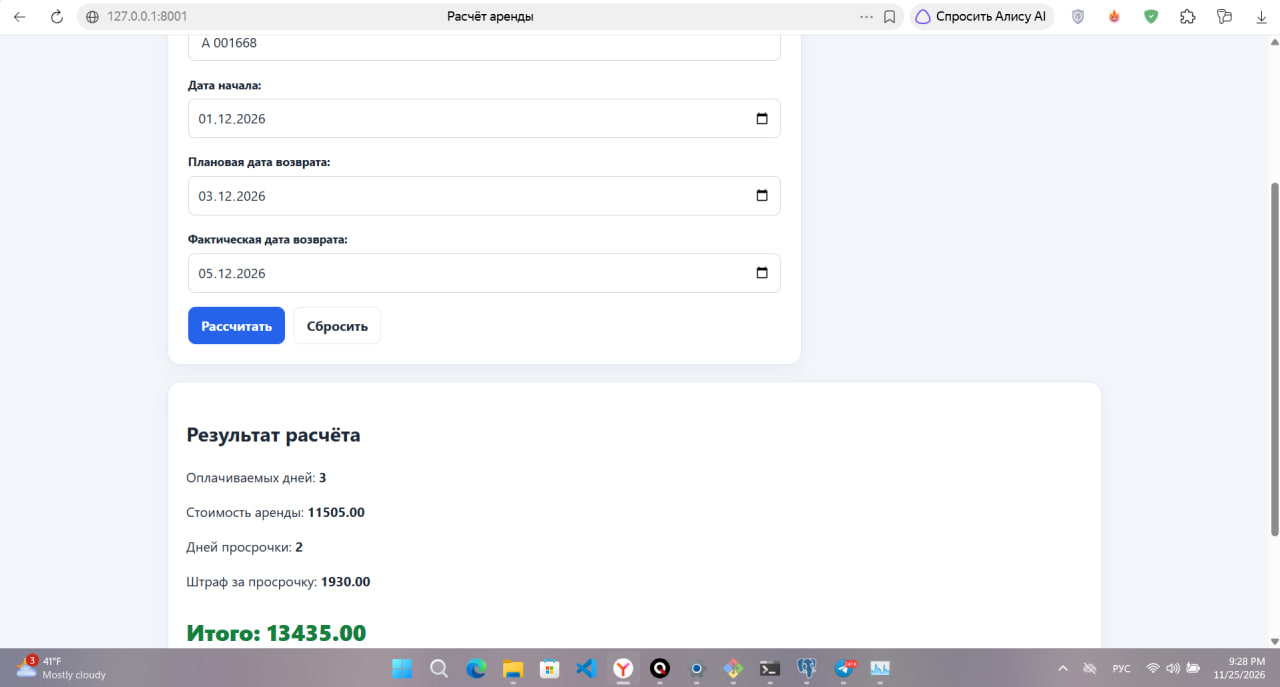 127.0.0.1:8001
Расчёт аренды
Спросить Алису AI
A 001668
Дата начала:
01.12.2026
Плановая дата возврата:
03.12.2026
Фактическая дата возврата:
05.12.2026
Рассчитать
Сбросить
Результат расчёта
Оплачиваемых дней: 3
Стоимость аренды: 11505.00
Дней просрочки: 2
Штраф за просрочку: 1930.00
Итого: 13435.00
3
41°F
Mostly cloudy
РУС
9:28 PM
11/25/2026